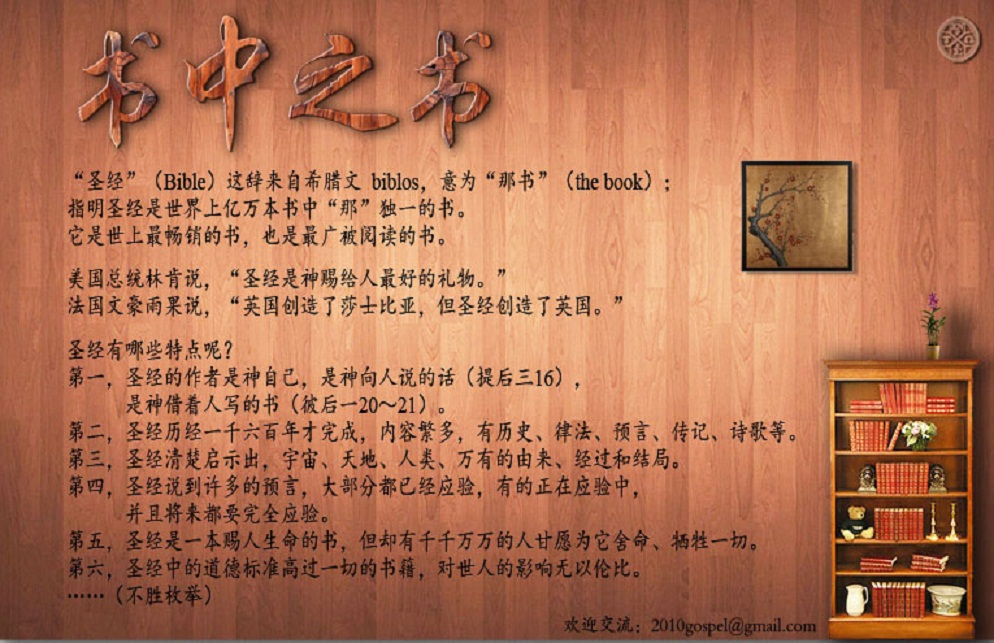 书中之书
“圣经”（Bible）这辞来自希腊文 biblos，意为“那书”（the book）；
指明圣经是世界上亿万本书中“那”独一的书。
它是世上最畅销的书，也是最广被阅读的书。
美国总统林肯说，“圣经是神赐给人最好的礼物。”
法国文豪雨果说，“英国创造了莎士比亚，但圣经创造了英国。”
圣经有哪些特点呢？
第一，圣经的作者是神自己，是神向人说的话（提后三16），
是神借着人写的书（彼后一20～21）。
第二，圣经历经一千六百年才完成，内容繁多，有历史、律法、预言、传记、诗歌等。
第三，圣经清楚启示出，宇宙、天地、人类、万有的由来、经过和结局。
第四，圣经说到许多的预言，大部分都已经应验，有的正在应验中，
并且将来都要完全应验。
第五，圣经是一本赐人生命的书，但却有千千万万的人甘愿为它舍命、牺牲一切。
第六，圣经中的道德标准高过一切的书籍，对世人的影响无以伦比。
……（不胜枚举）
欢迎交流：2010gospel@gmail.com